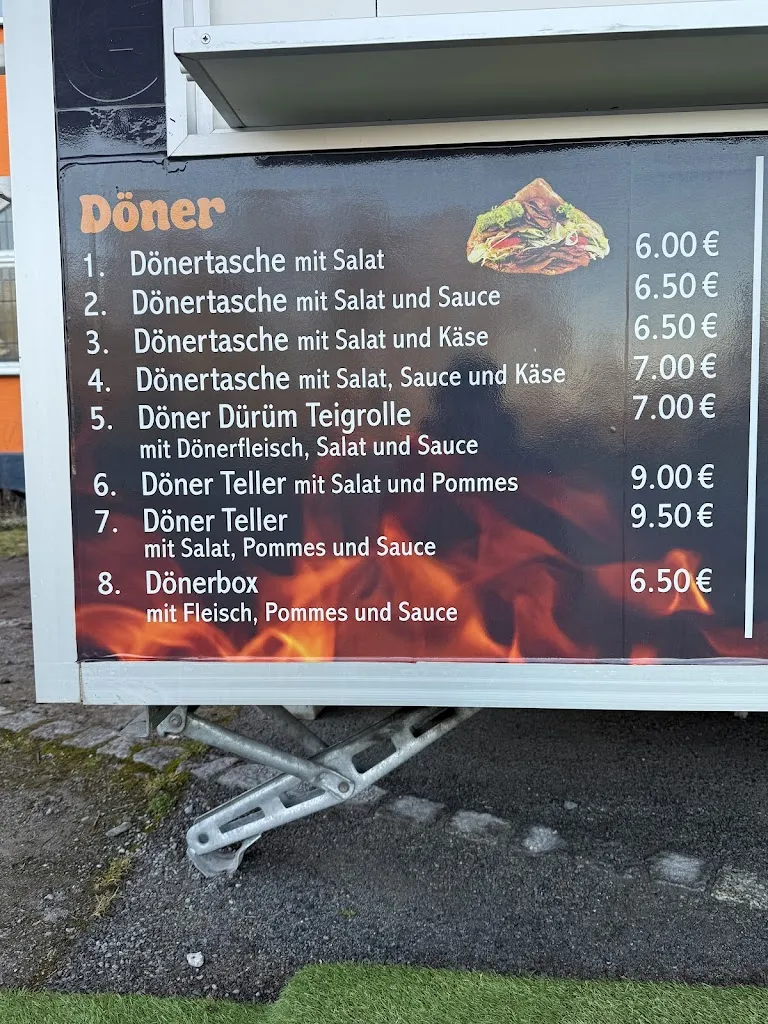 Döner
1. Dönertasche mit Salat 6.00 €
2. Dönertasche mit Salat und Sauce 6.50 €
3. Dönertasche mit Salat und Käse 6.50 €
4. Dönertasche mit Salat, Sauce und Käse 7.00 €
5. Döner Dürüm Teigrolle 7.00 €
mit Dönerfleisch, Salat und Sauce
6. Döner Teller mit Salat und Pommes 9.00 €
7. Döner Teller 9.50 €
mit Salat, Pommes und Sauce
8. Dönerbox 6.50 €
mit Fleisch, Pommes und Sauce